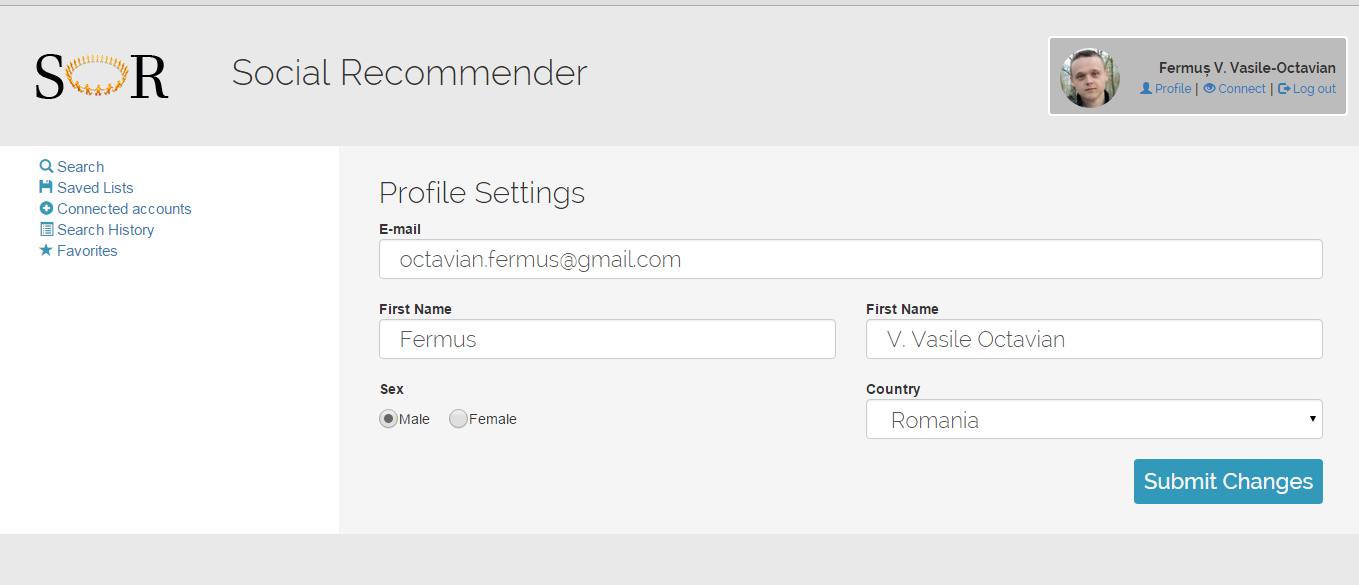 SOR
Social Recommender
Fermuș V. Vasile-Octavian
Profile | Connect | Log out
Search
Saved Lists
Connected accounts
Search History
Favorites
Profile Settings
E-mail
octavian.fermus@gmail.com
First Name
First Name
Fermus
V. Vasile Octavian
Sex
Country
Male Female
Romania
Submit Changes